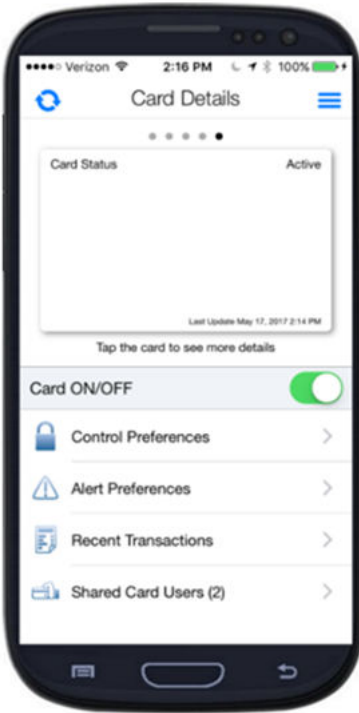 Verizon 2:16 PM 100%
Card Details
Card Status Active
Last Update May 17, 2017 2:14 PM
Tap the card to see more details
Card ON/OFF
Control Preferences
Alert Preferences
Recent Transactions
Shared Card Users (2)